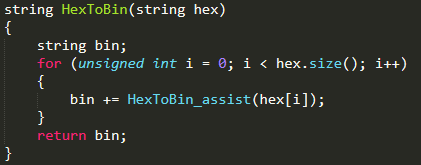 string HexToBin(string hex)
{
    string bin;
    for (unsigned int i = 0; i < hex.size(); i++)
    {
        bin += HexToBin_assist(hex[i]);
    }
    return bin;
}